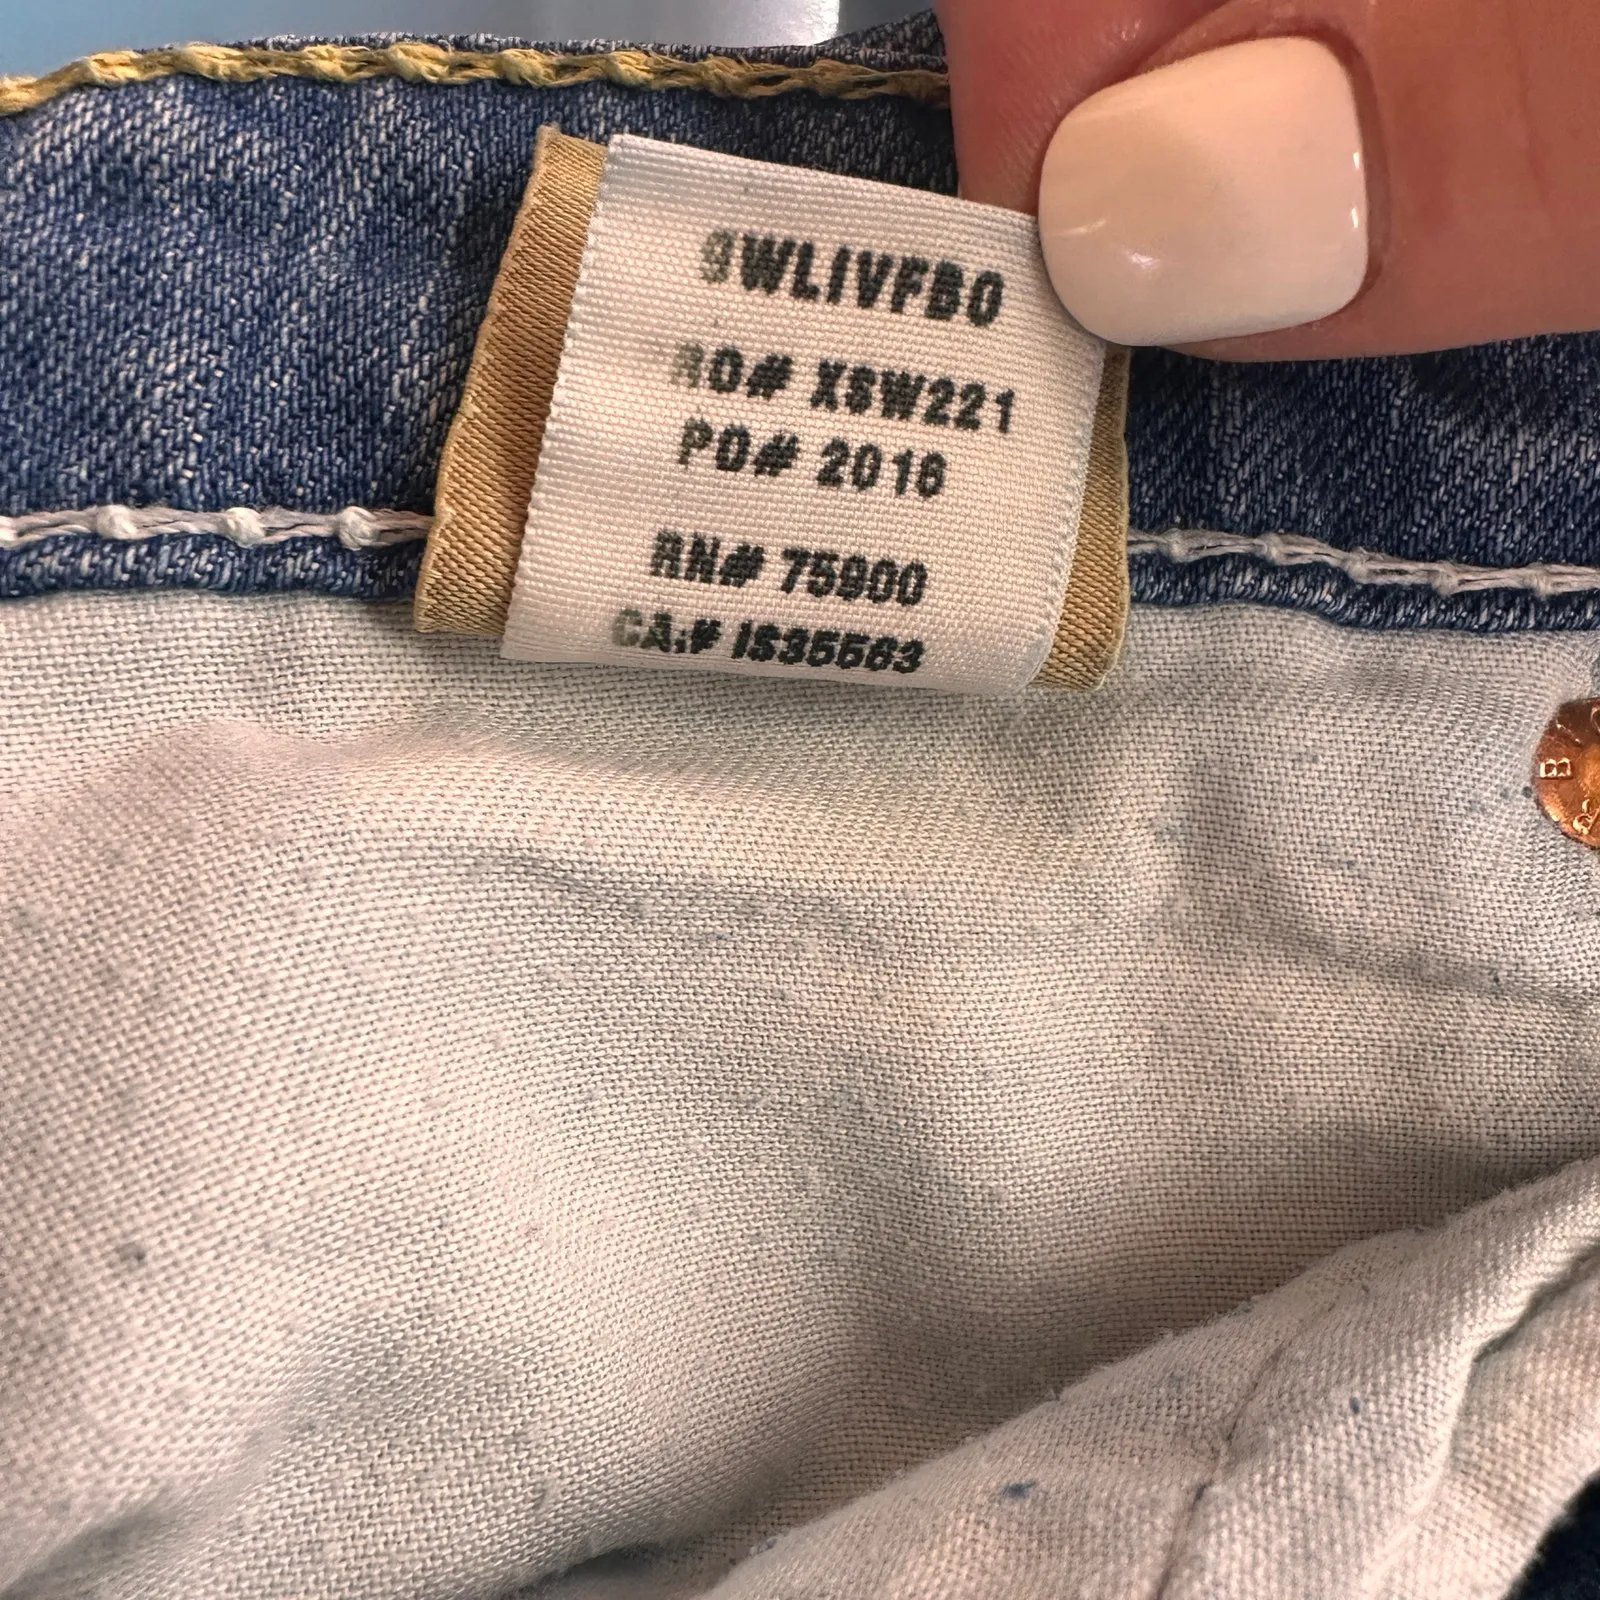 9WLIVFBO
RO# XSW221
PO# 2016
RN# 75900
CA# IS35563
B